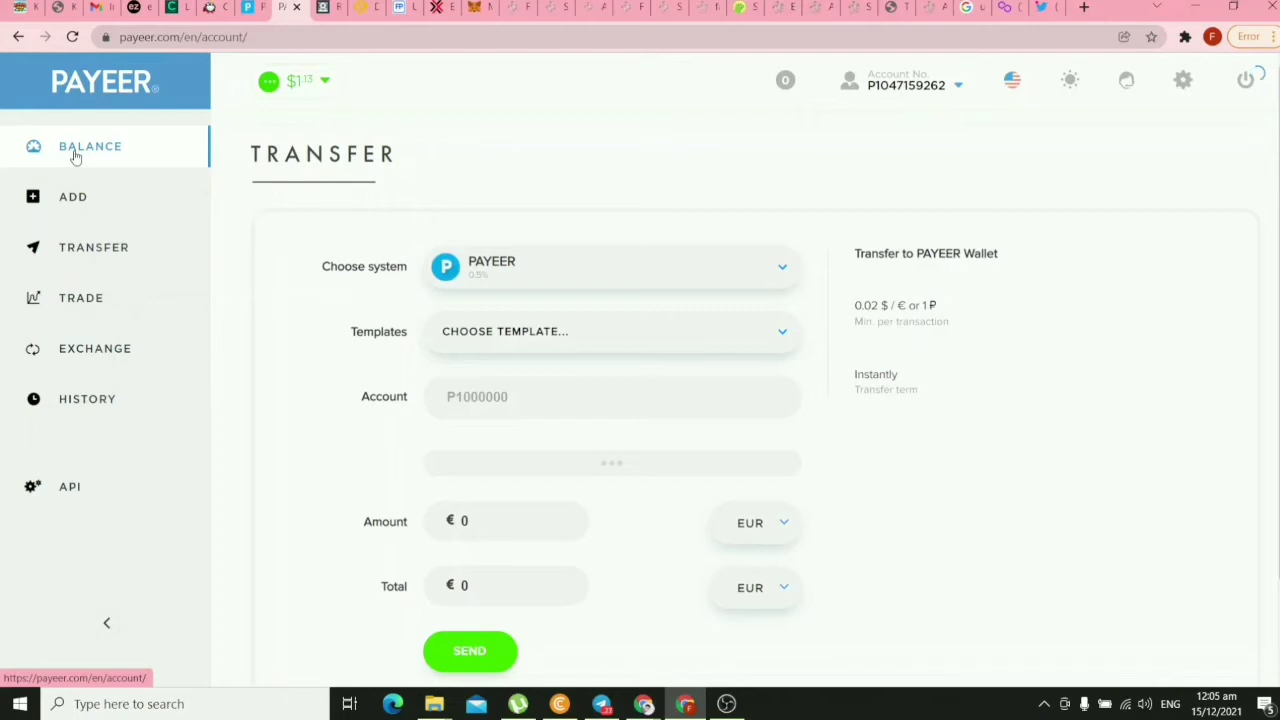 payeer.com/en/account/
Error
PAYEER®
$1.13
0
Account No.
P1047159262
BALANCE
ADD
TRANSFER
TRADE
EXCHANGE
HISTORY
API
TRANSFER
Choose system
PAYEER
0.5%
Transfer to PAYEER Wallet
Templates
CHOOSE TEMPLATE...
0.02 $ / € or 1 ₽
Min. per transaction
Account
P1000000
Instantly
Transfer term
Amount
€ 0
EUR
Total
€ 0
EUR
SEND
https://payeer.com/en/account/
Type here to search
ENG
12:05 am
15/12/2021